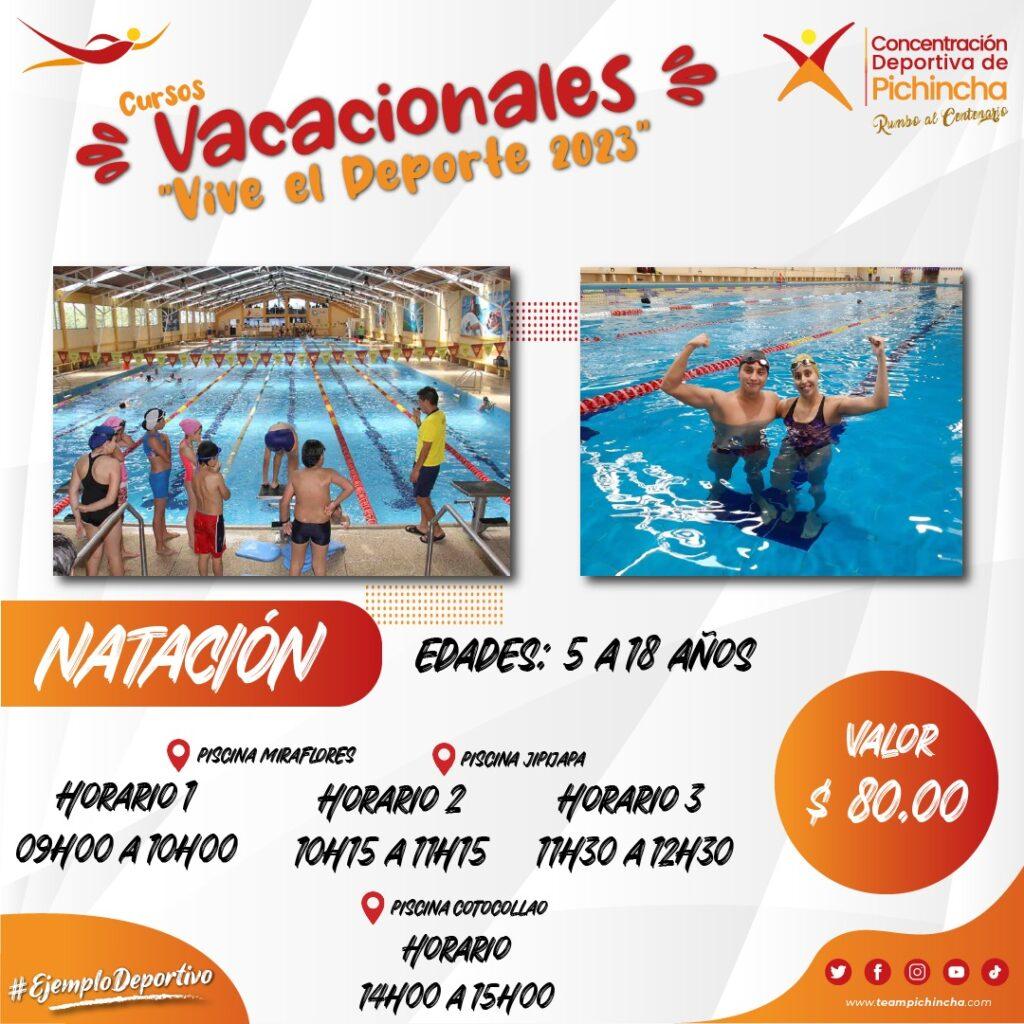 Cursos
Vacacionales
"Vive el Deporte 2023"
Concentración
Deportiva de
Pichincha
Rumbo al Centenario
NATACIÓN
EDADES: 5 A 18 AÑOS
PISCINA MIRAFLORES
PISCINA JIPIJAPA
HORARIO 1
09H00 A 10H00
HORARIO 2
10H15 A 11H15
HORARIO 3
11H30 A 12H30
VALOR
$ 80.00
PISCINA COTOCOLLAO
HORARIO
14H00 A 15H00
#EjemploDeportivo
www.teampichincha.com